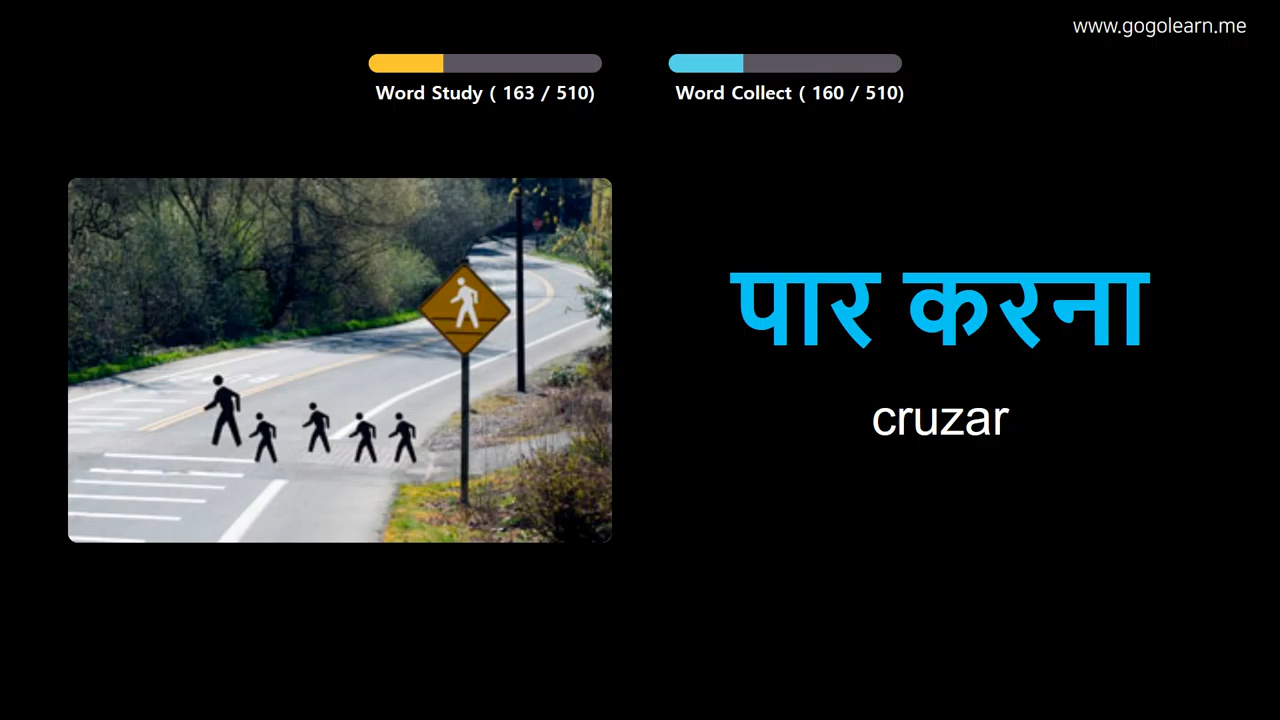 www.gogolearn.me
Word Study ( 163 / 510)
Word Collect ( 160 / 510)
पार करना
cruzar